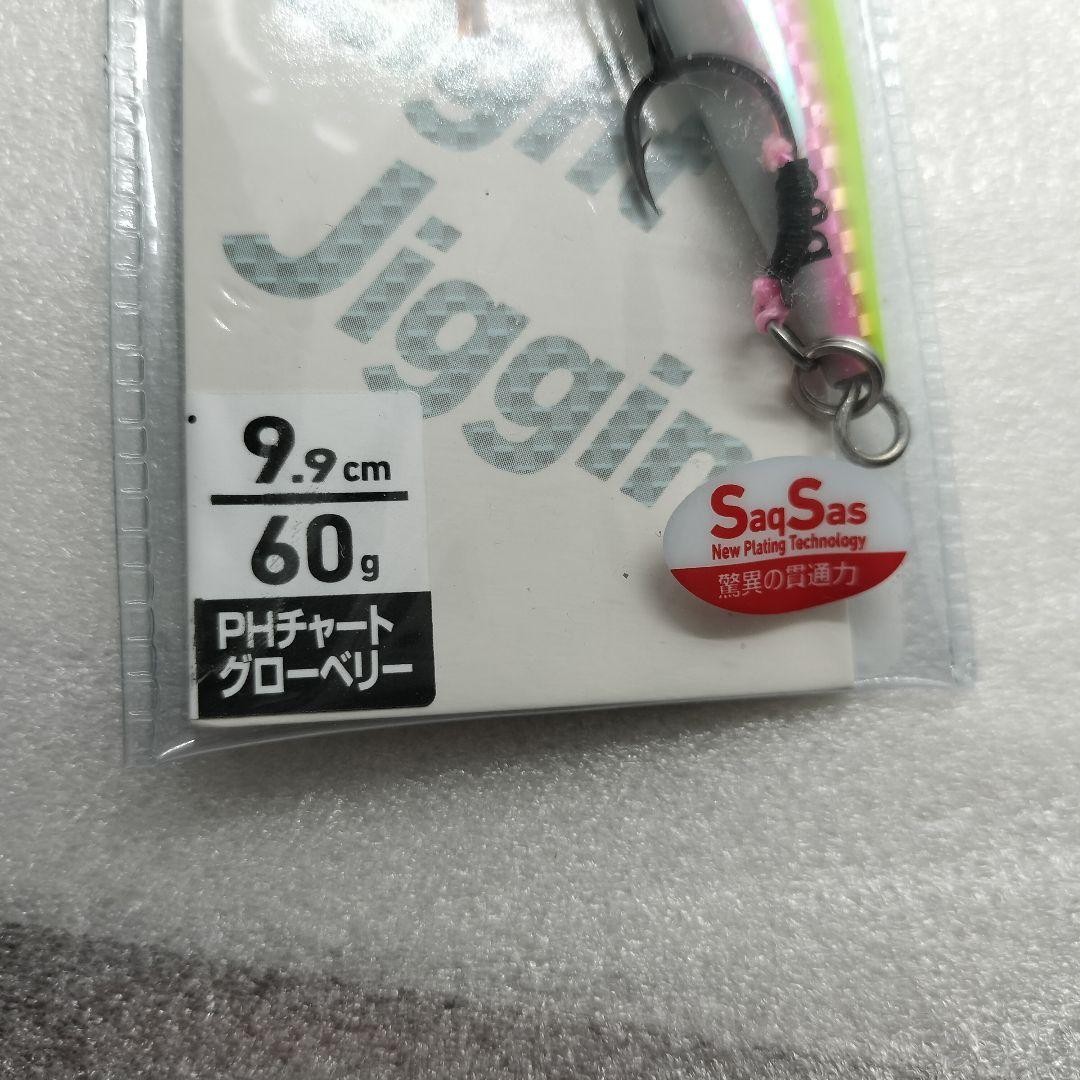 Jiggin
9.9cm
60g
PHチャート
グローベリー
SaqSas
New Plating Technology
驚異の貫通力